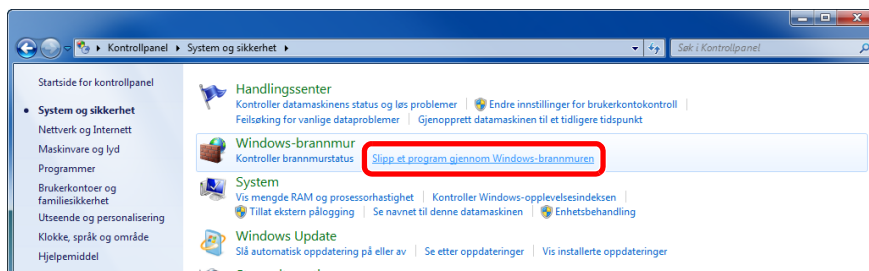 Kontrollpanel ▸ System og sikkerhet ▸
Søk i Kontrollpanel
Startside for kontrollpanel
System og sikkerhet
Nettverk og Internett
Maskinvare og lyd
Programmer
Brukerkontoer og
familiesikkerhet
Utseende og personalisering
Klokke, språk og område
Hjelpemiddel
Handlingssenter
Kontroller datamaskinens status og løs problemer | Endre innstillinger for brukerkontokontroll
Feilsøking for vanlige dataproblemer | Gjenopprett datamaskinen til et tidligere tidspunkt
Windows-brannmur
Kontroller brannmurstatus Slipp et program gjennom Windows-brannmuren
System
Vis mengde RAM og prosessorhastighet | Kontroller Windows-opplevelsesindeksen
Tillat ekstern pålogging | Se navnet til denne datamaskinen | Enhetsbehandling
Windows Update
Slå automatisk oppdatering på eller av | Se etter oppdateringer | Vis installerte oppdateringer